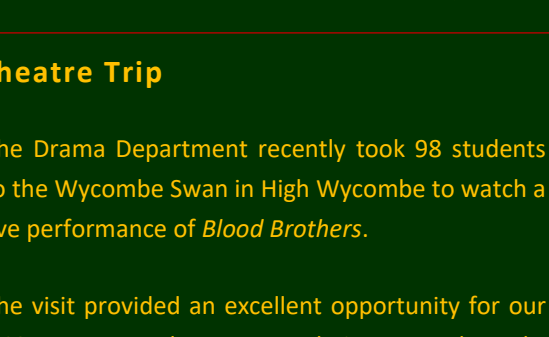 heatre Trip
he Drama Department recently took 98 students
o the Wycombe Swan in High Wycombe to watch a
ve performance of Blood Brothers.
he visit provided an excellent opportunity for our